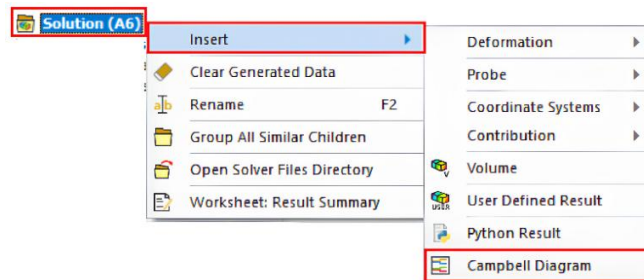 Solution (A6)
Insert
Clear Generated Data
Rename F2
Group All Similar Children
Open Solver Files Directory
Worksheet: Result Summary
Deformation
Probe
Coordinate Systems
Contribution
Volume
User Defined Result
Python Result
Campbell Diagram